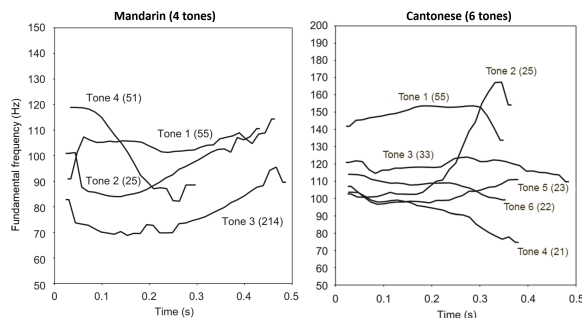 Mandarin (4 tones)
150
140
130
120
110
100
90
80
70
60
50
Fundamental frequency (Hz)
Tone 4 (51)
Tone 1 (55)
Tone 2 (25)
Tone 3 (214)
0 0.1 0.2 0.3 0.4 0.5
Time (s)
Cantonese (6 tones)
200
190
180
170
160
150
140
130
120
110
100
90
80
70
60
50
Tone 2 (25)
Tone 1 (55)
Tone 3 (33)
Tone 5 (23)
Tone 6 (22)
Tone 4 (21)
0 0.1 0.2 0.3 0.4 0.5
Time (s)